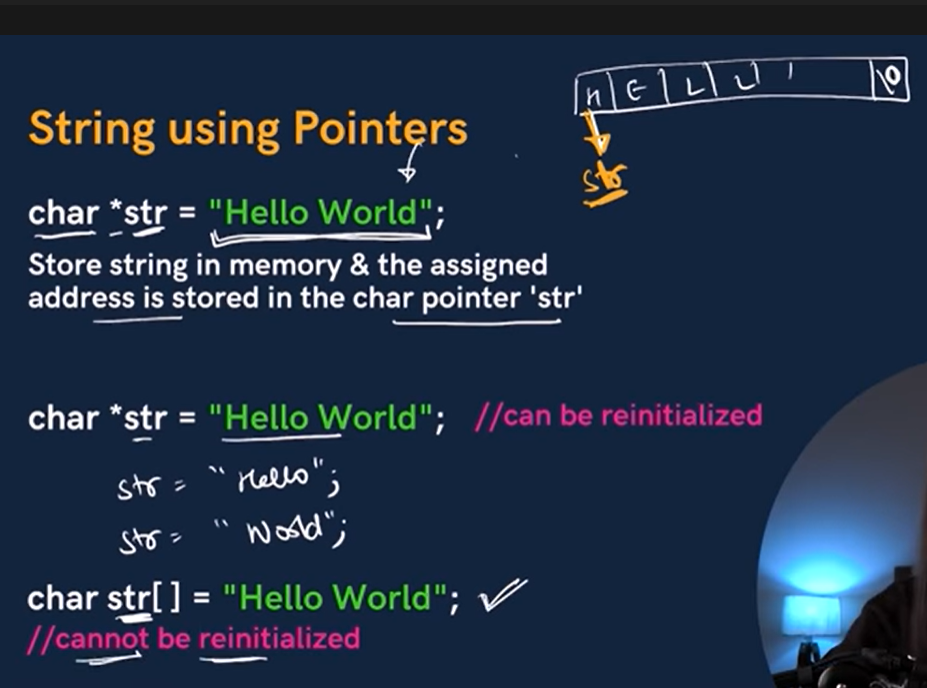 H E L L \0
String using Pointers
str
char *str = "Hello World";
Store string in memory & the assigned
address is stored in the char pointer 'str'
char *str = "Hello World"; //can be reinitialized
str = "Hello";
str = "World";
char str[ ] = "Hello World";
//cannot be reinitialized